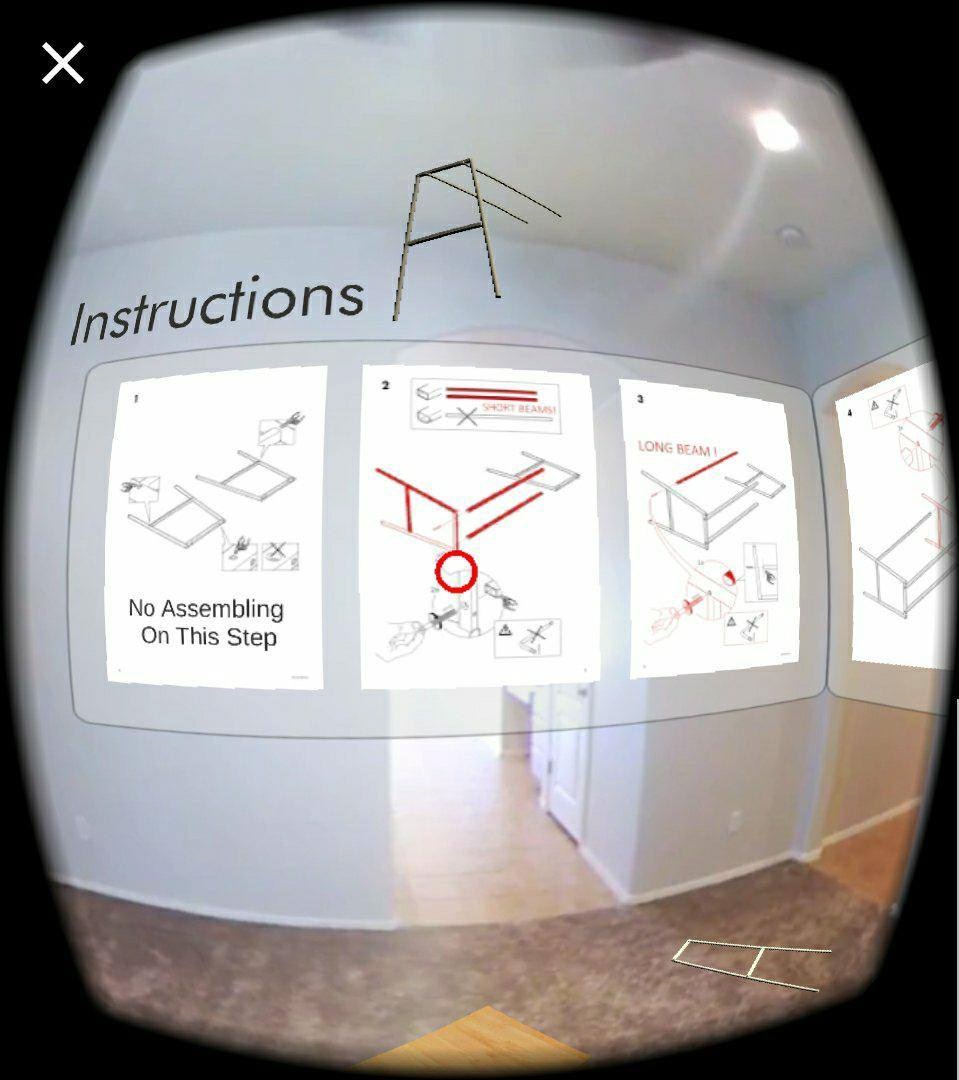 Instructions
1
No Assembling
On This Step
2
SHORT BEAMS!
3
LONG BEAM !
4